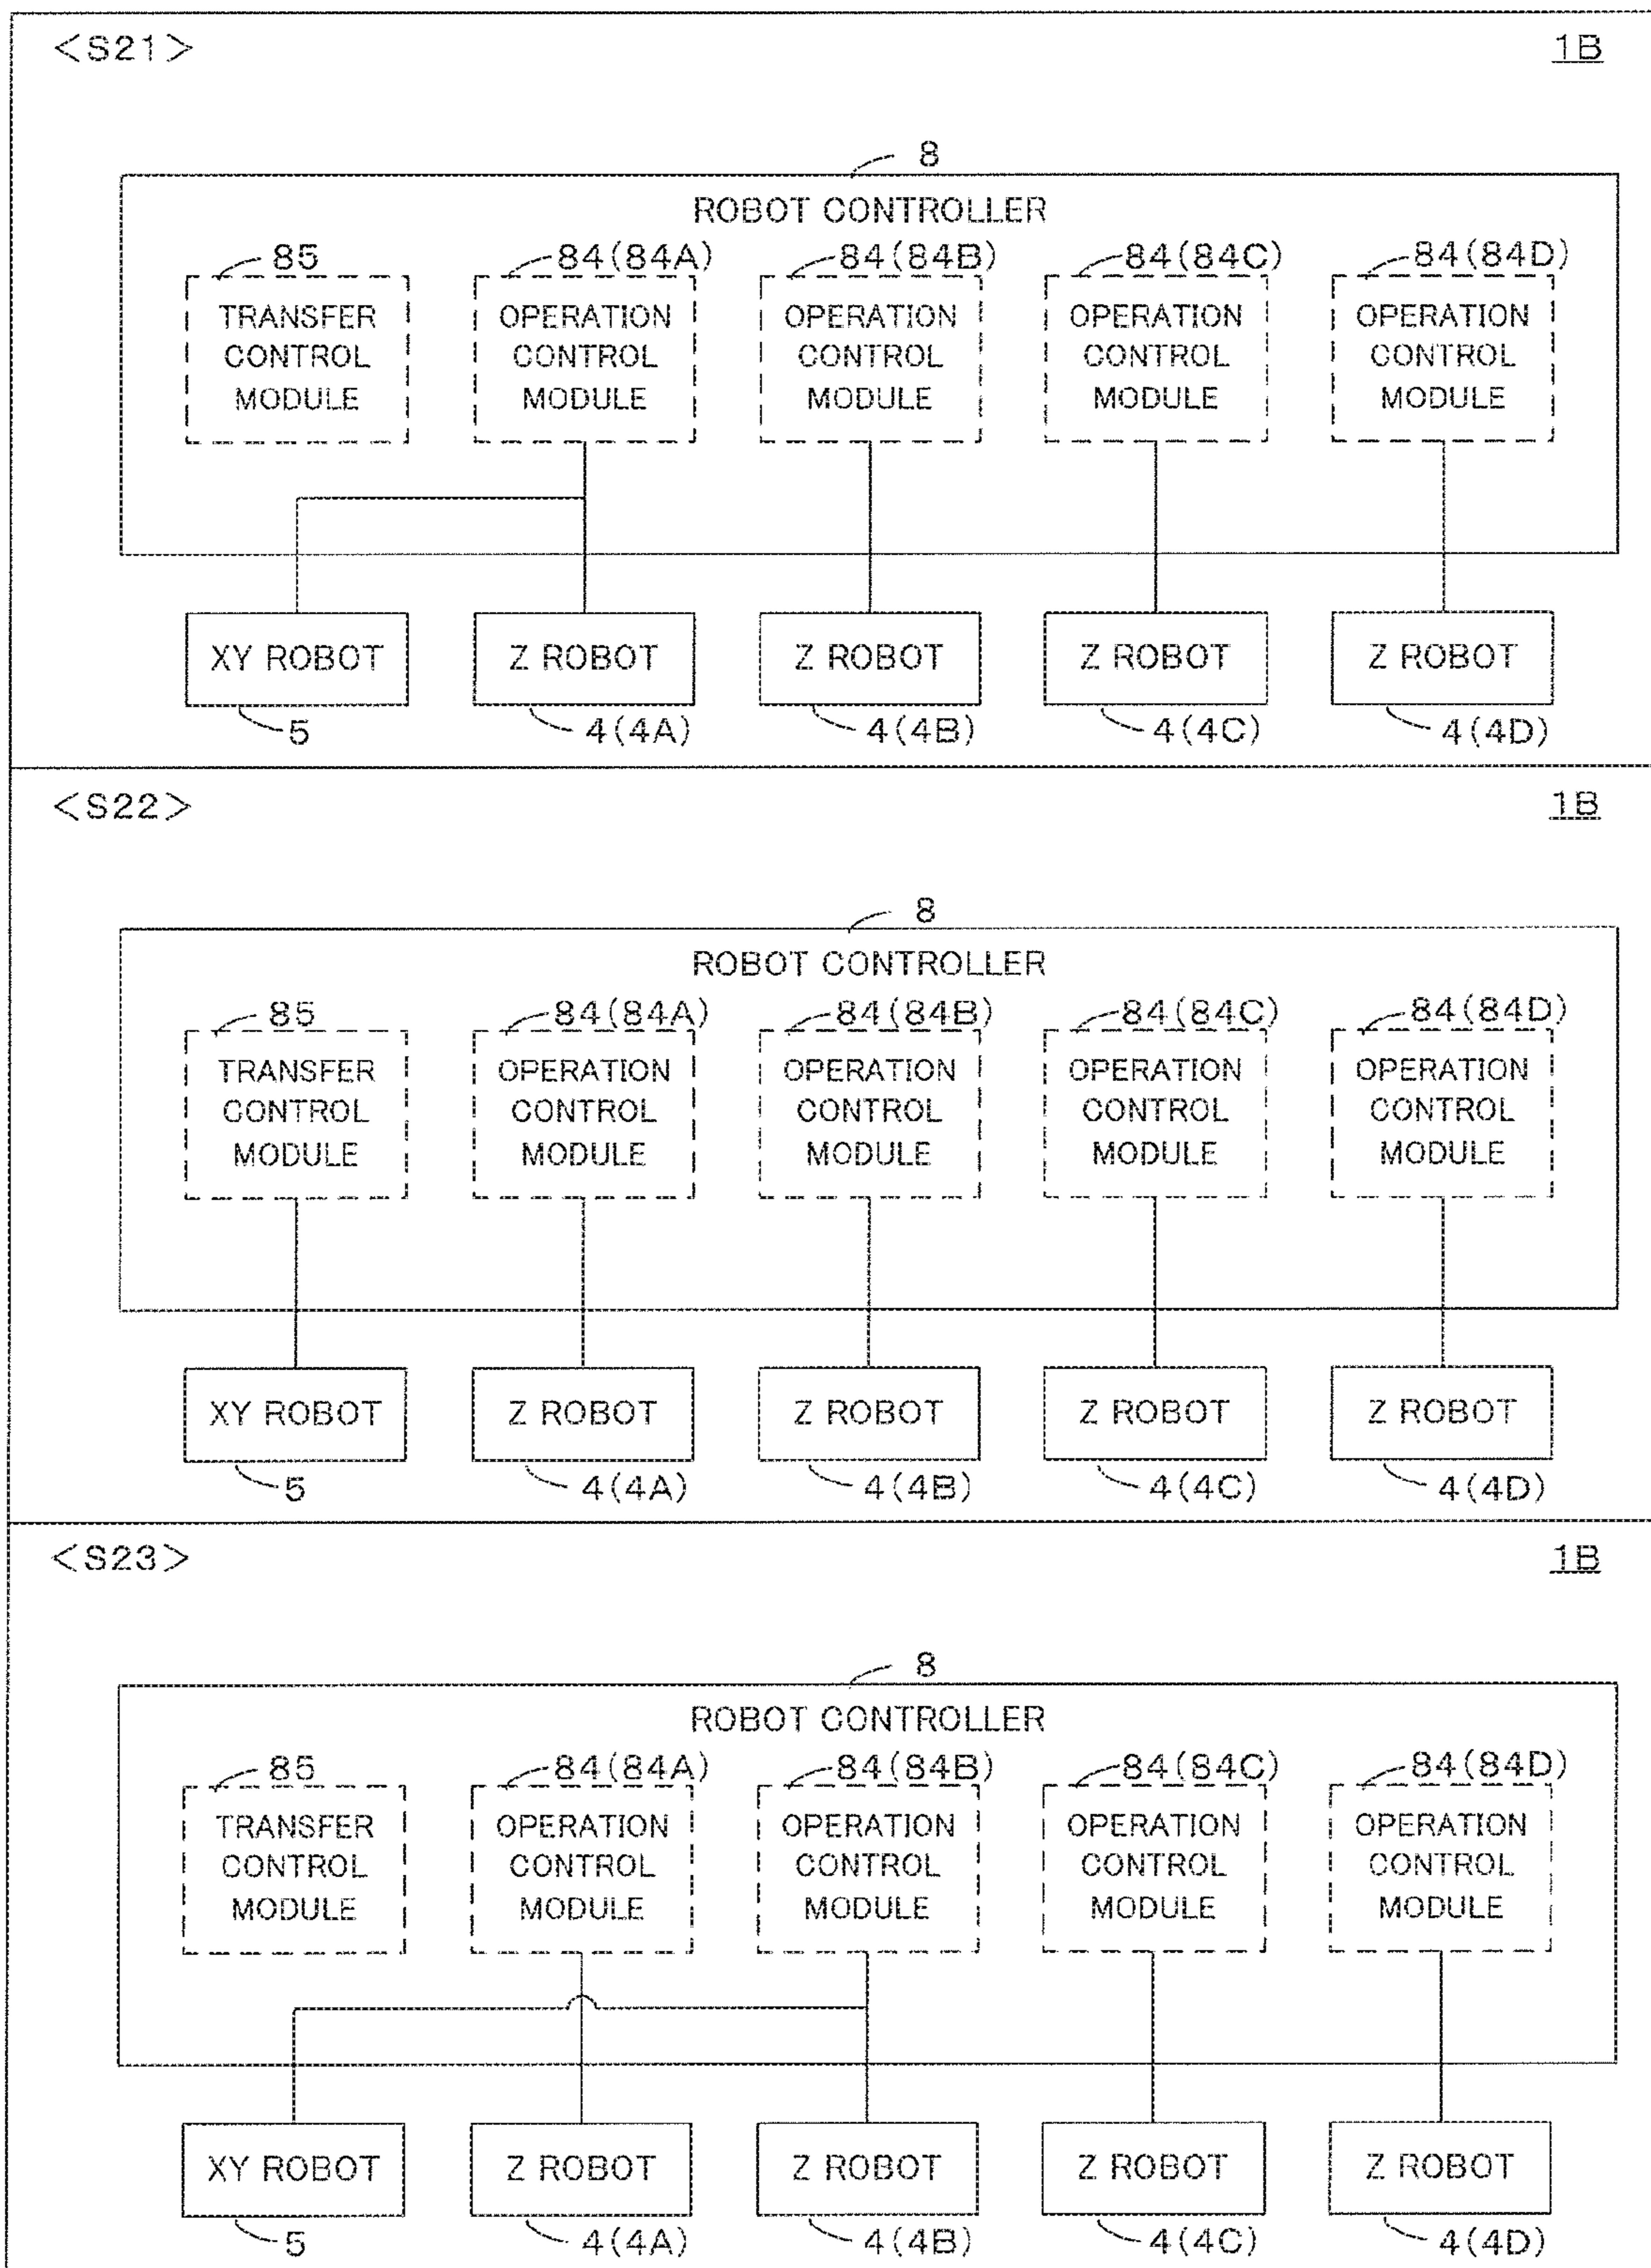 <S21>
1B
8
ROBOT CONTROLLER
85
84(84A)
84(84B)
84(84C)
84(84D)
TRANSFER
CONTROL
MODULE
OPERATION
CONTROL
MODULE
OPERATION
CONTROL
MODULE
OPERATION
CONTROL
MODULE
OPERATION
CONTROL
MODULE
XY ROBOT
Z ROBOT
Z ROBOT
Z ROBOT
Z ROBOT
5
4(4A)
4(4B)
4(4C)
4(4D)
<S22>
1B
8
ROBOT CONTROLLER
85
84(84A)
84(84B)
84(84C)
84(84D)
TRANSFER
CONTROL
MODULE
OPERATION
CONTROL
MODULE
OPERATION
CONTROL
MODULE
OPERATION
CONTROL
MODULE
OPERATION
CONTROL
MODULE
XY ROBOT
Z ROBOT
Z ROBOT
Z ROBOT
Z ROBOT
5
4(4A)
4(4B)
4(4C)
4(4D)
<S23>
1B
8
ROBOT CONTROLLER
85
84(84A)
84(84B)
84(84C)
84(84D)
TRANSFER
CONTROL
MODULE
OPERATION
CONTROL
MODULE
OPERATION
CONTROL
MODULE
OPERATION
CONTROL
MODULE
OPERATION
CONTROL
MODULE
XY ROBOT
Z ROBOT
Z ROBOT
Z ROBOT
Z ROBOT
5
4(4A)
4(4B)
4(4C)
4(4D)